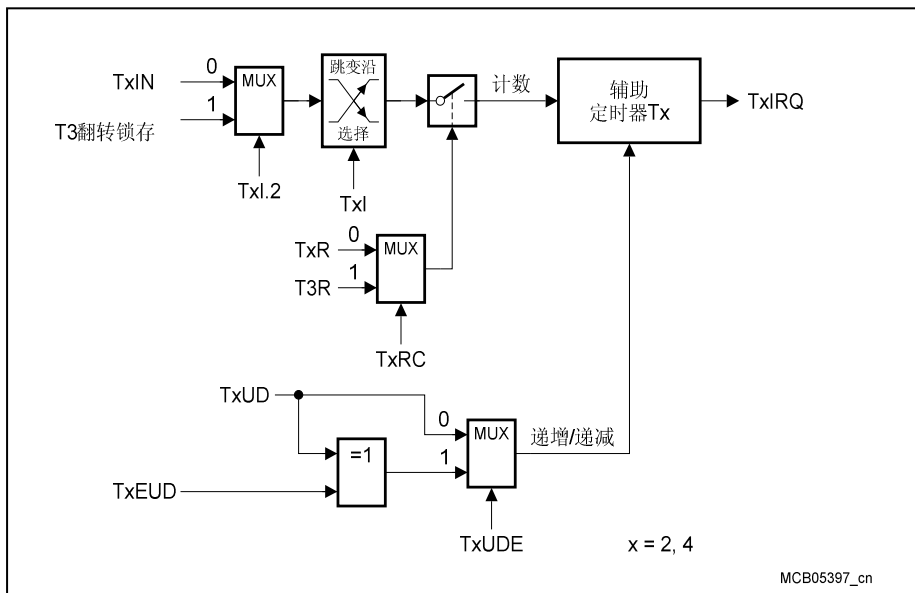 0
TxIN
1
T3翻转锁存
MUX
TxI.2
跳变沿
选择
TxI
计数
辅助
定时器Tx
TxIRQ
0
TxR
1
T3R
MUX
TxRC
TxUD
0
MUX
1
=1
TxEUD
递增/递减
TxUDE
x = 2, 4
MCB05397_cn